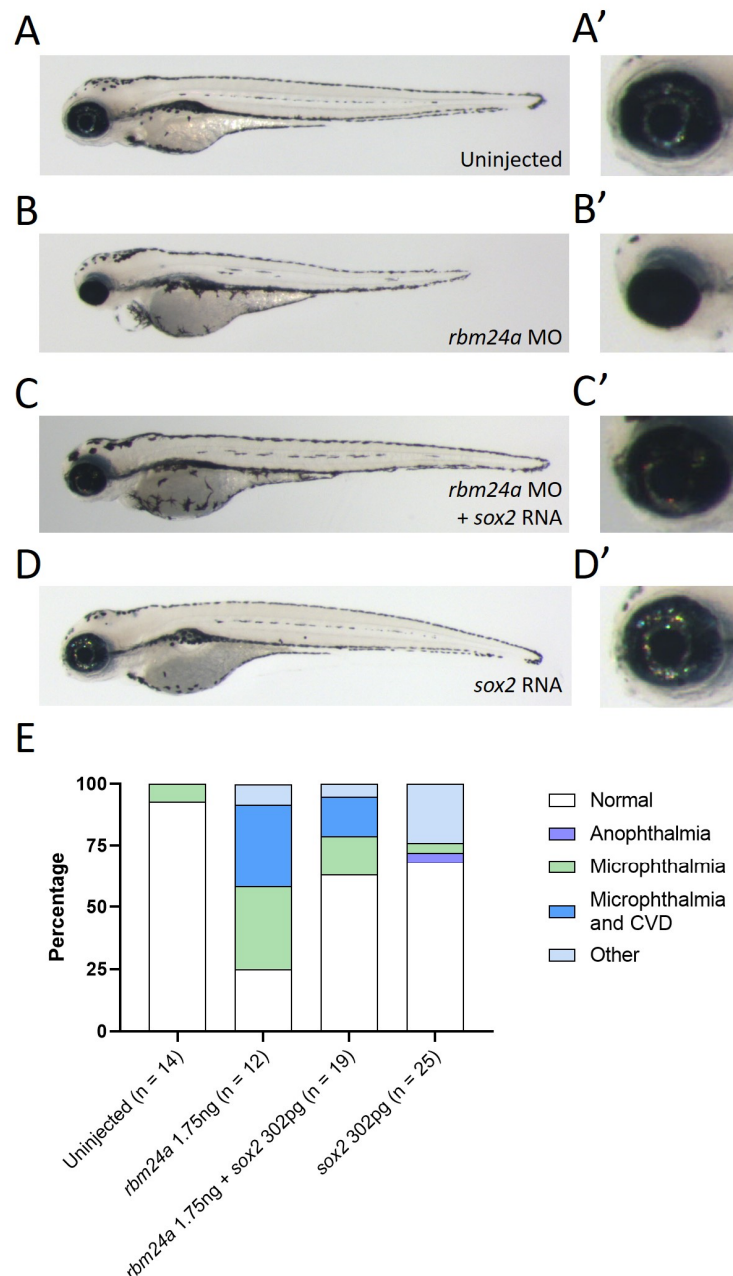 A
A’
Uninjected
B
B’
rbm24a MO
C
C’
rbm24a MO
+ sox2 RNA
D
D’
sox2 RNA
E
100
75
50
25
0
Percentage
Normal
Anophthalmia
Microphthalmia
Microphthalmia
and CVD
Other
Uninjected (n = 14)
rbm24a 1.75ng (n = 12)
rbm24a 1.75ng + sox2 302pg (n = 19)
sox2 302pg (n = 25)